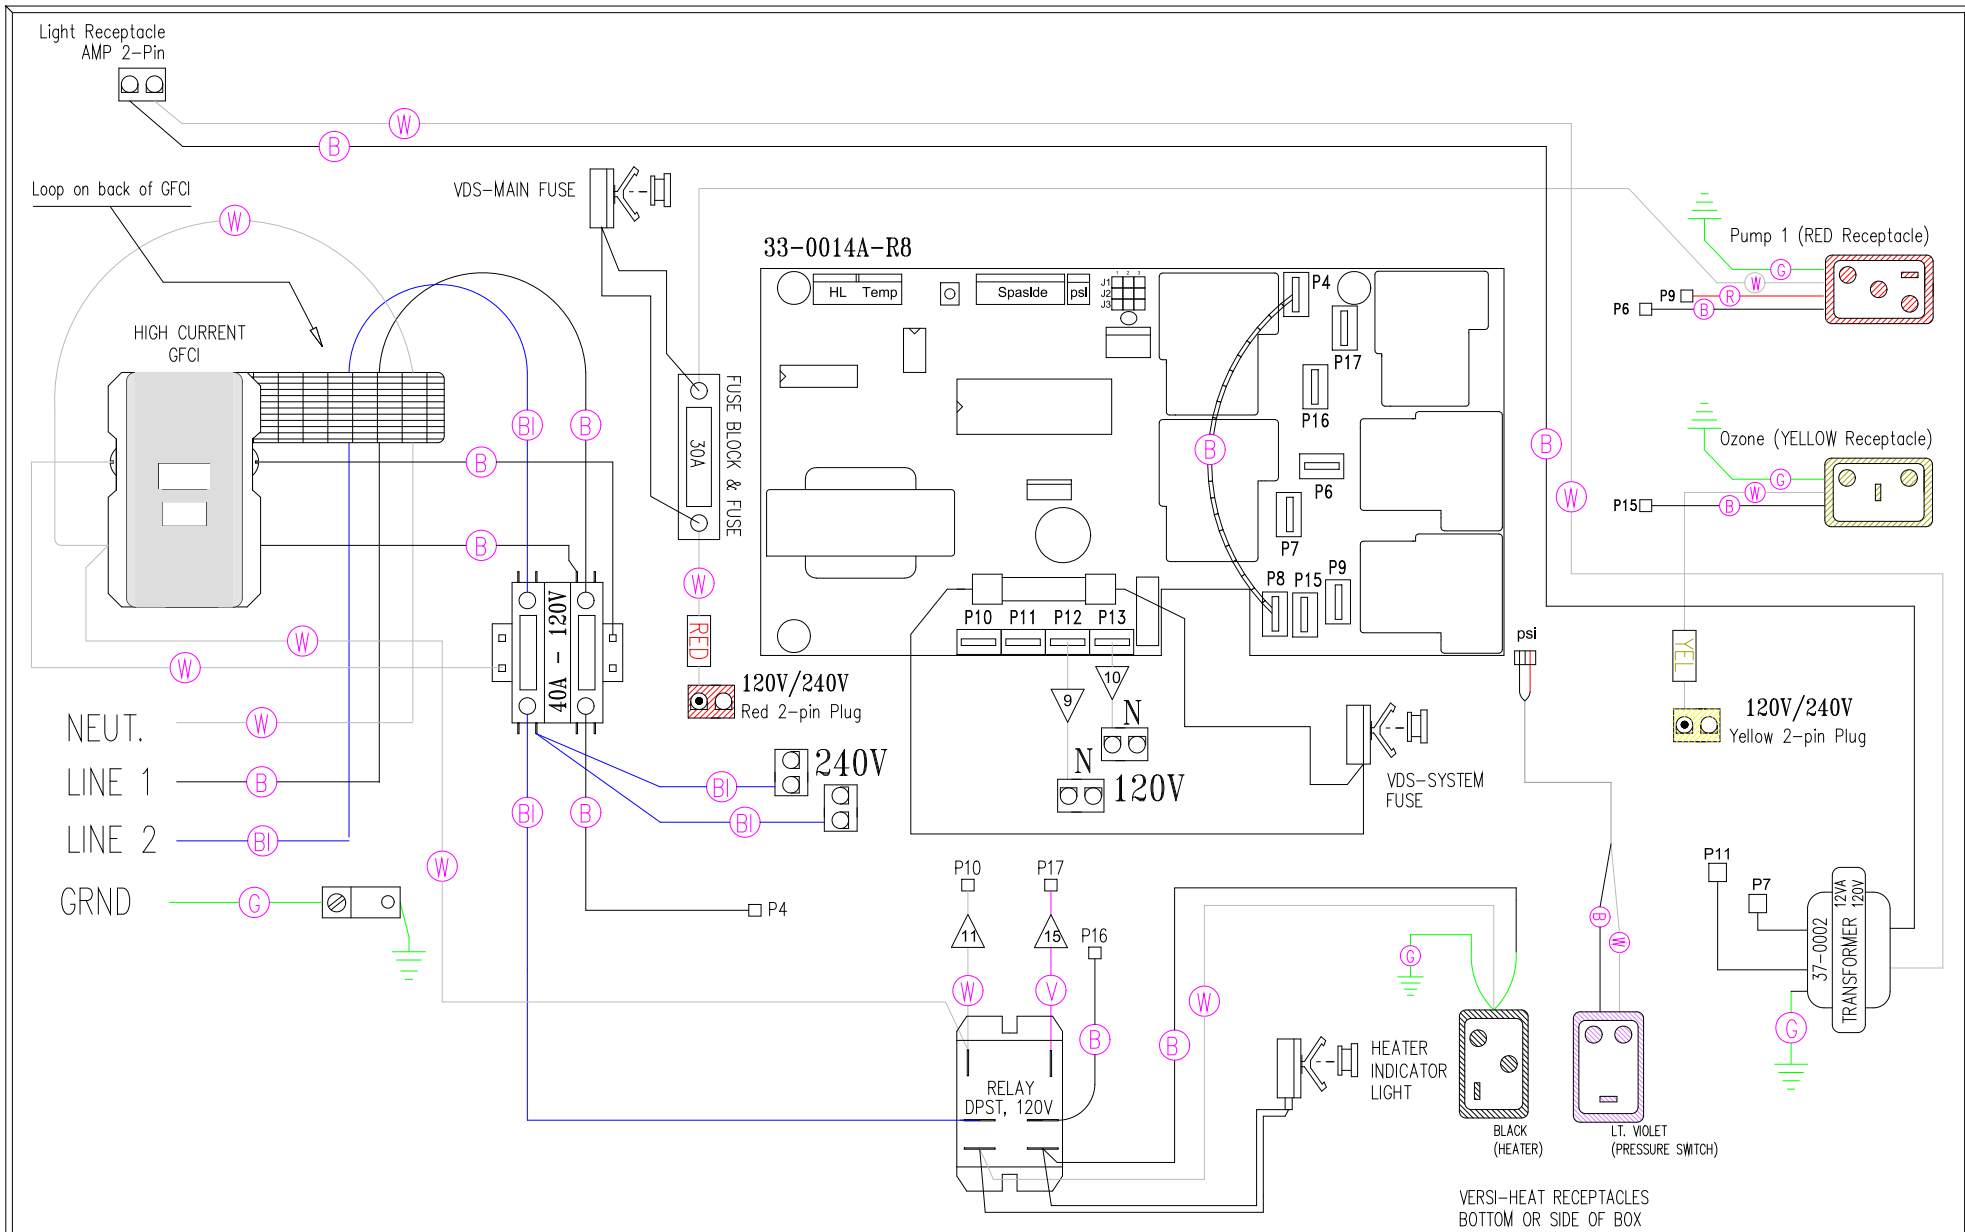 Light Receptacle
AMP 2-Pin
W
B
Loop on back of GFCI
W
VDS-MAIN FUSE
33-0014A-R8
HL Temp
Spaside
psi
1 2 3
J1
J2
J3
P4
P17
P16
P6
P7
P8
P15
P9
B
P10
P11
P12
P13
Pump 1 (RED Receptacle)
G
W
P9
R
P6
B
Ozone (YELLOW Receptacle)
G
W
P15
B
YEL
120V/240V
Yellow 2-pin Plug
B
W
HIGH CURRENT
GFCI
Bl
B
B
B
FUSE BLOCK & FUSE
30A
W
RED
120V/240V
Red 2-pin Plug
40A - 120V
W
W
NEUT.
W
LINE 1
B
LINE 2
Bl
GRND
G
W
Bl
B
Bl
Bl
240V
P4
9
10
N
N
120V
VDS-SYSTEM
FUSE
psi
P10
P17
11
15
P16
W
V
B
RELAY
DPST, 120V
B
W
HEATER
INDICATOR
LIGHT
G
BLACK
(HEATER)
B
W
LT. VIOLET
(PRESSURE SWITCH)
VERSI-HEAT RECEPTACLES
BOTTOM OR SIDE OF BOX
P11
P7
37-0002
TRANSFORMER
12VA
120V
G